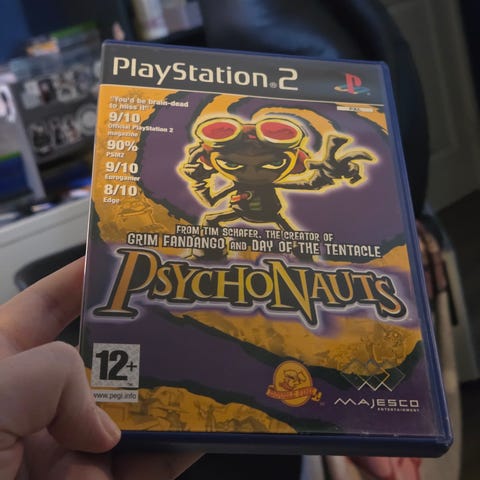 PlayStation®2
"You'd be brain-dead
to miss it"
9/10
Official PlayStation 2
magazine
90%
PSM2
9/10
Eurogamer
8/10
Edge
FROM TIM SCHAFER, THE CREATOR OF
GRIM FANDANGO AND DAY OF THE TENTACLE
PSYCHONAUTS
12+
www.pegi.info
MAJESCO
ENTERTAINMENT